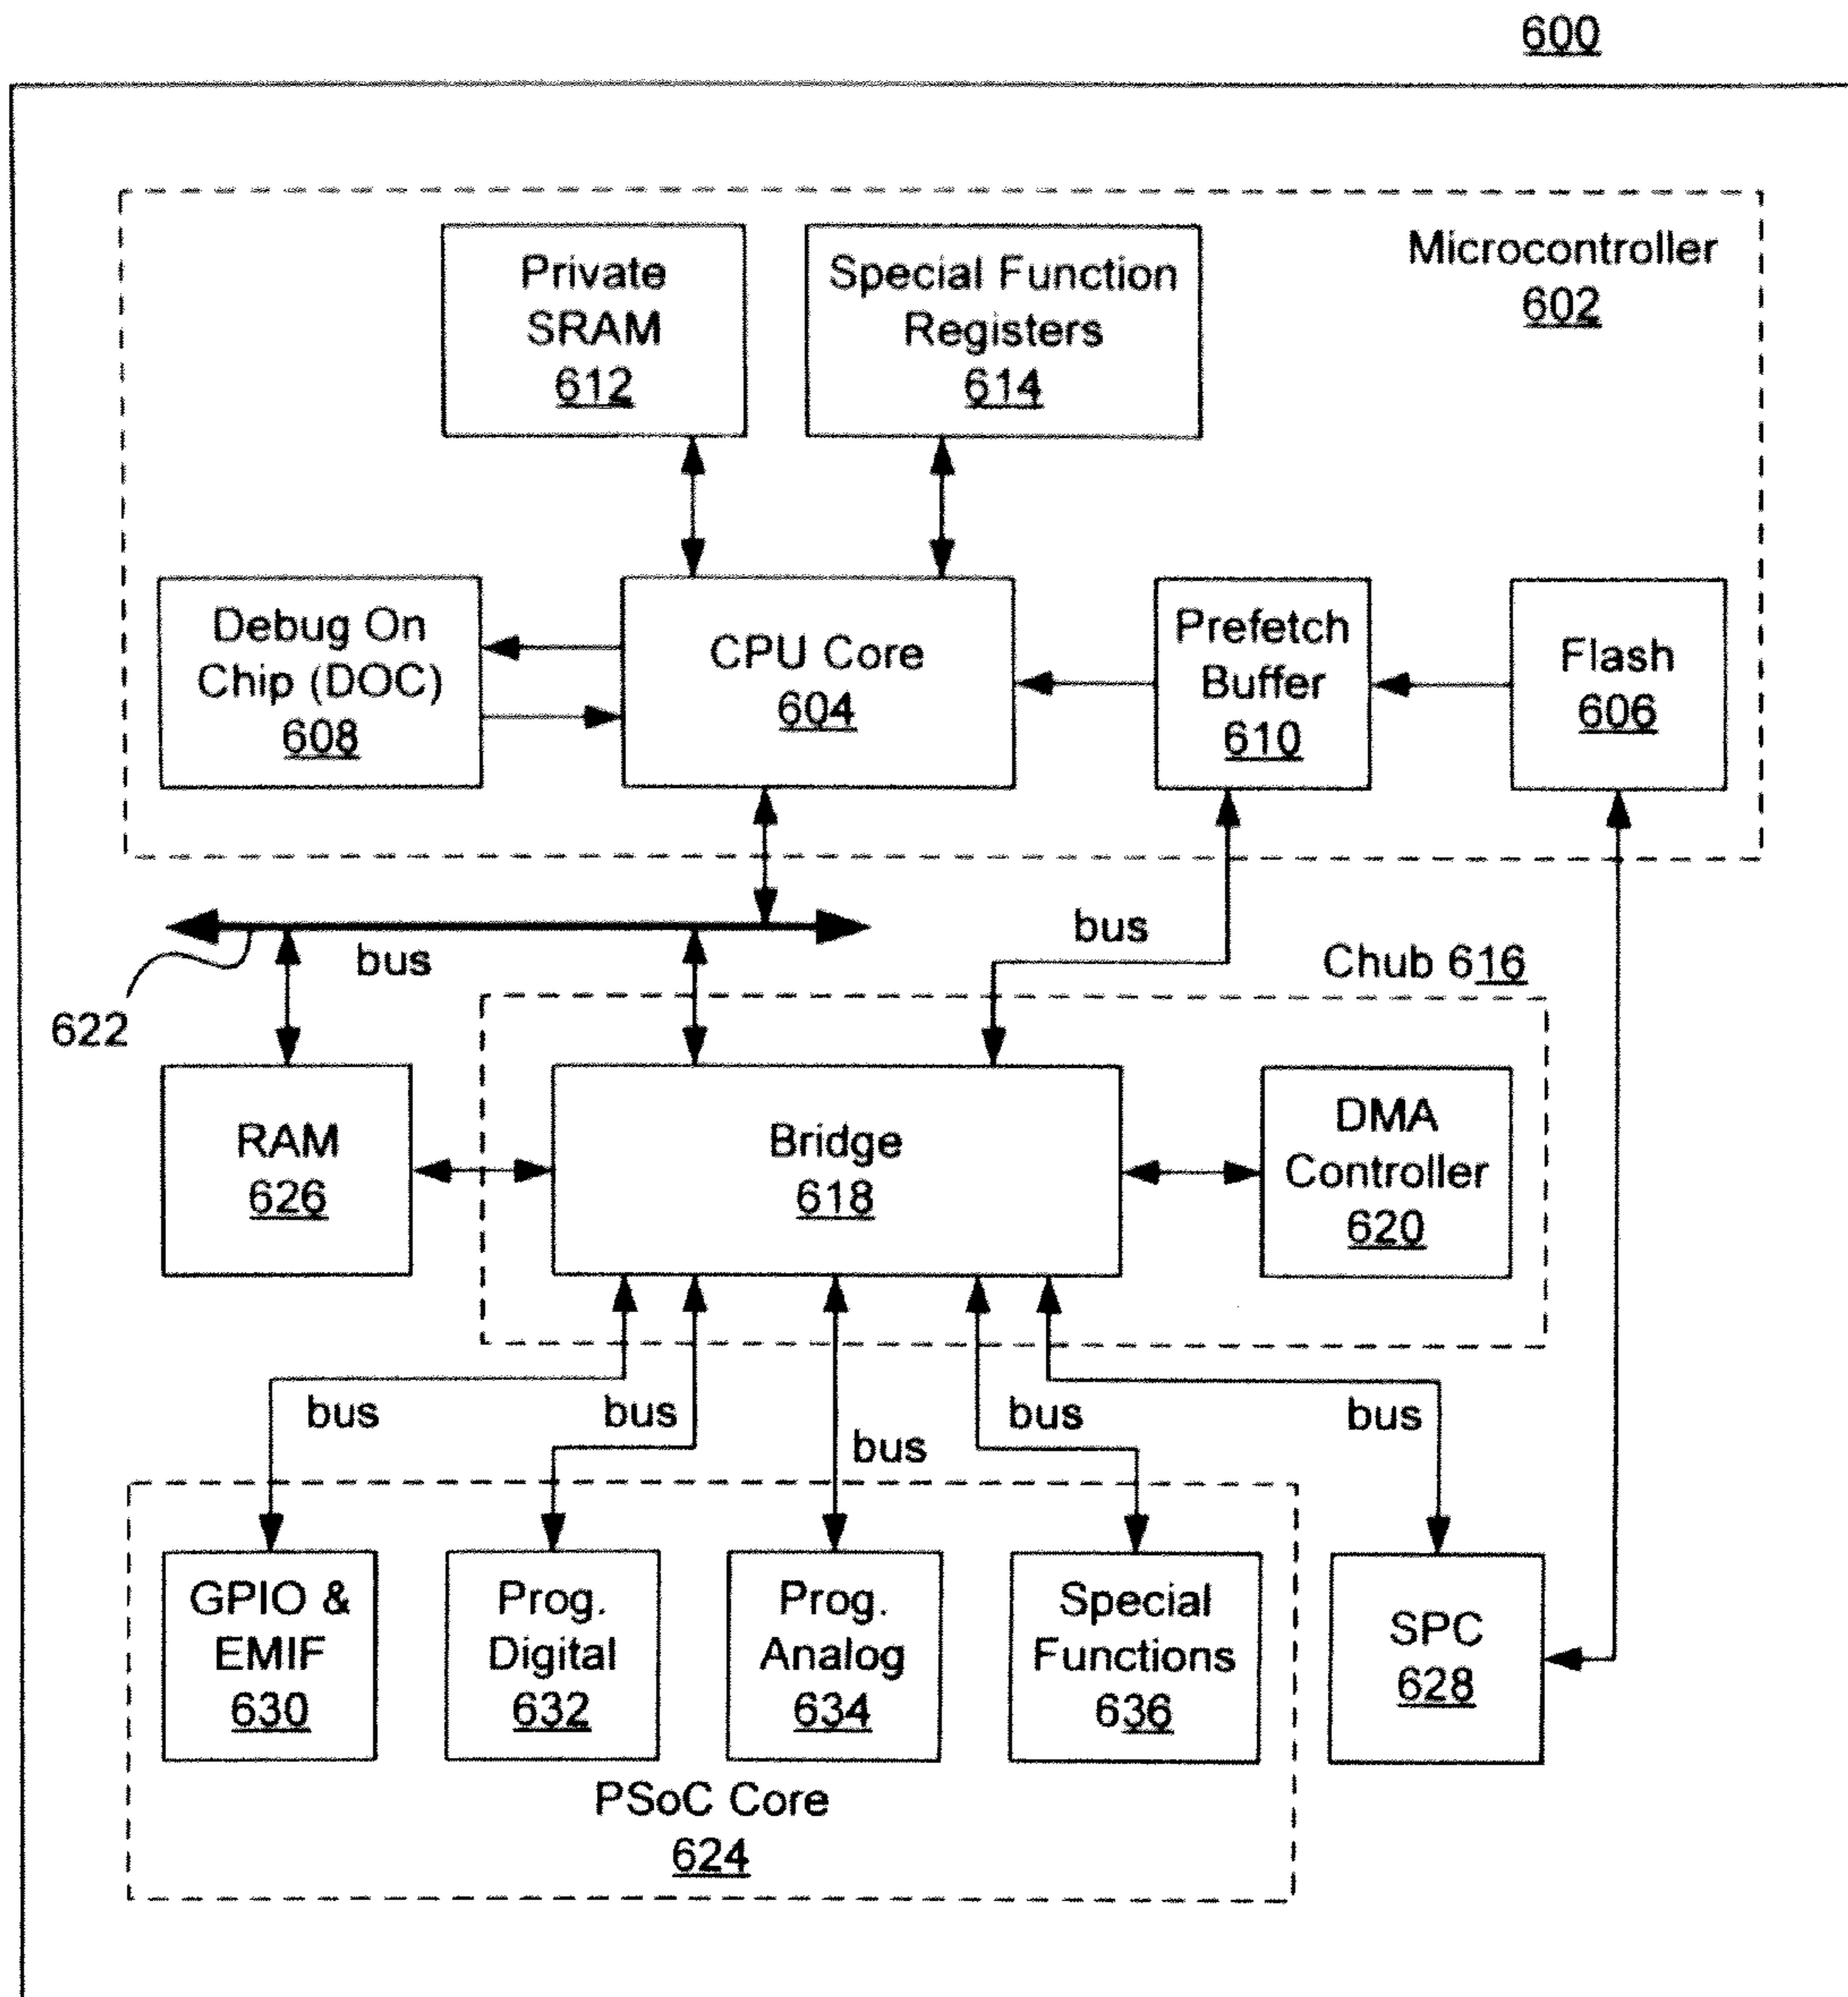 600
Microcontroller
602
Private
SRAM
612
Special Function
Registers
614
Debug On
Chip (DOC)
608
CPU Core
604
Prefetch
Buffer
610
Flash
606
bus
622
bus
Chub 616
RAM
626
Bridge
618
DMA
Controller
620
bus
bus
bus
bus
bus
GPIO &
EMIF
630
Prog.
Digital
632
Prog.
Analog
634
Special
Functions
636
SPC
628
PSoC Core
624